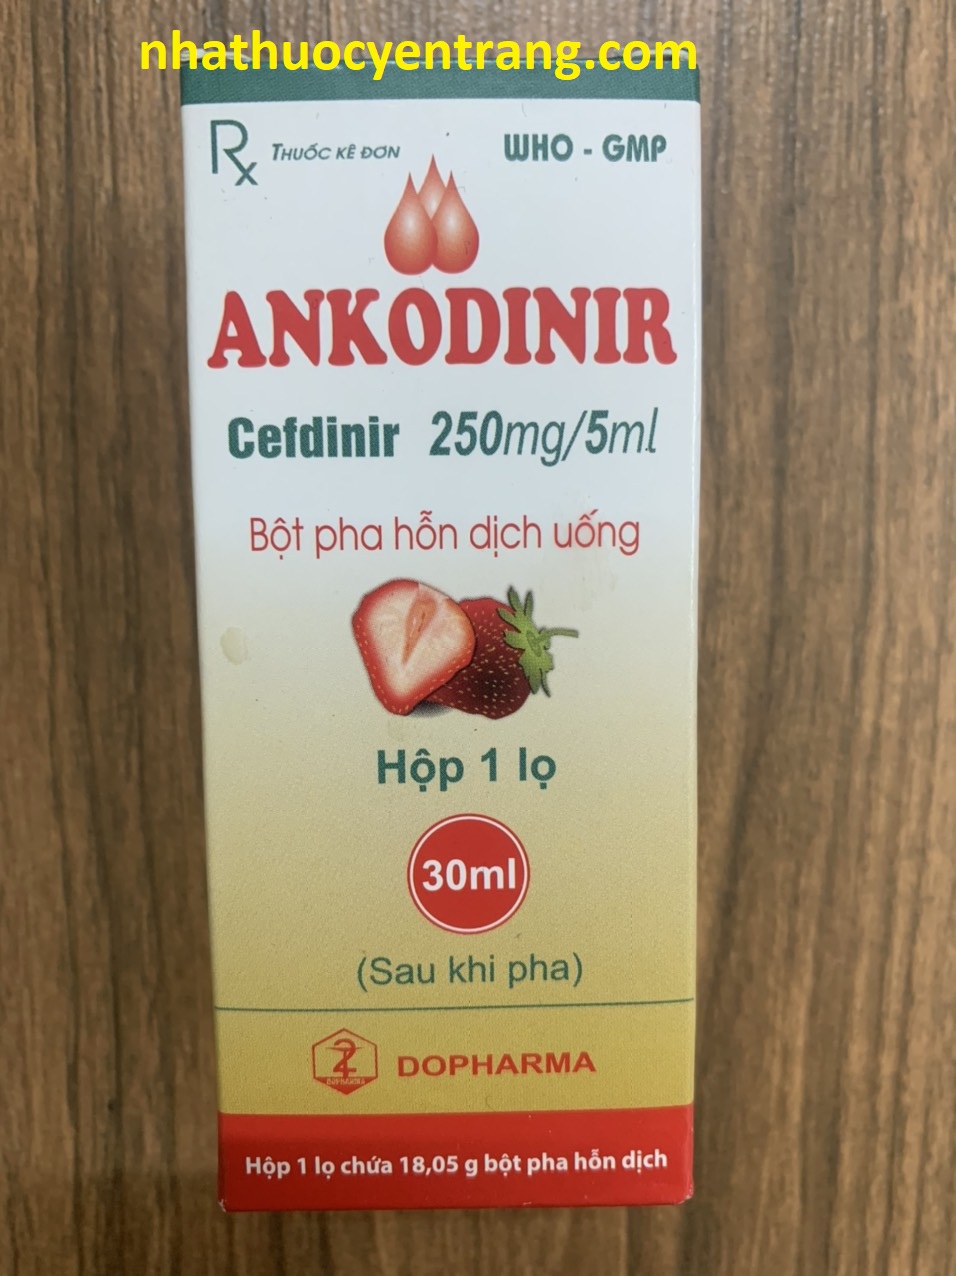 nhathuocyentrang.com
Rx THUỐC KÊ ĐƠN WHO - GMP
ANKODINIR
Cefdinir 250mg/5ml
Bột pha hỗn dịch uống
Hộp 1 lọ
30ml
(Sau khi pha)
DOPHARMA
Hộp 1 lọ chứa 18,05 g bột pha hỗn dịch